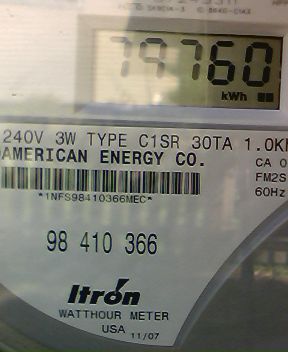 79760
kWh
240V 3W TYPE C1SR 30TA 1.0K
AMERICAN ENERGY CO.
CA 0
FM2S
60Hz
*1NFS98410366MEC*
98 410 366
Itron
WATTHOUR METER
USA 11/07